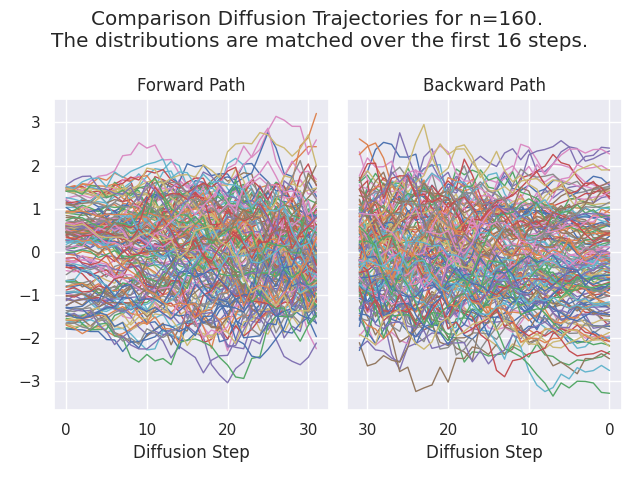 Comparison Diffusion Trajectories for n=160.
The distributions are matched over the first 16 steps.
Forward Path
Backward Path
3
2
1
0
−1
−2
−3
0 10 20 30
30 20 10 0
Diffusion Step
Diffusion Step